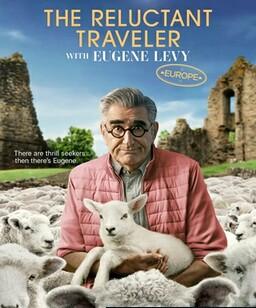 THE RELUCTANT
TRAVELER
WITH EUGENE LEVY
EUROPE
There are thrill seekers,
then there's Eugene.